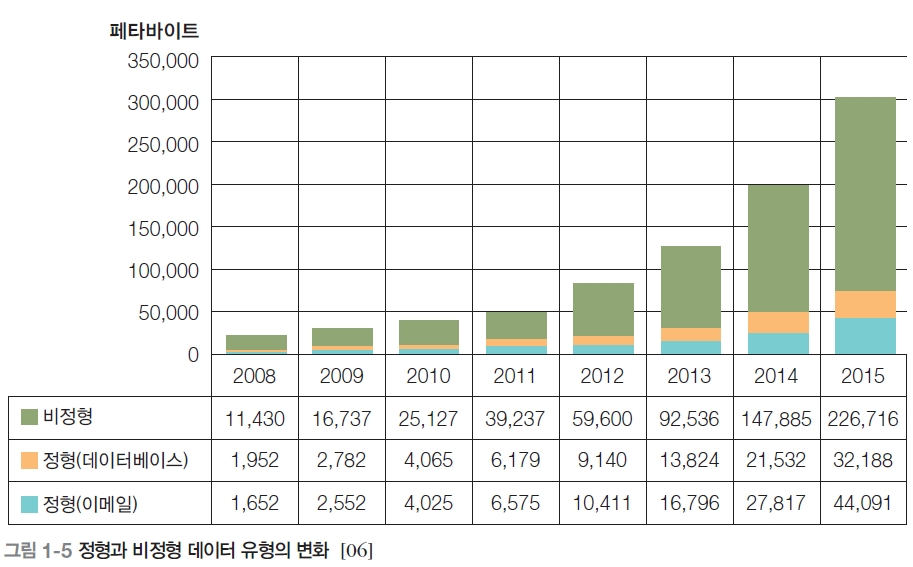 페타바이트
350,000
300,000
250,000
200,000
150,000
100,000
50,000
0
2008 2009 2010 2011 2012 2013 2014 2015
비정형 11,430 16,737 25,127 39,237 59,600 92,536 147,885 226,716
정형(데이터베이스) 1,952 2,782 4,065 6,179 9,140 13,824 21,532 32,188
정형(이메일) 1,652 2,552 4,025 6,575 10,411 16,796 27,817 44,091
그림 1-5 정형과 비정형 데이터 유형의 변화 [06]